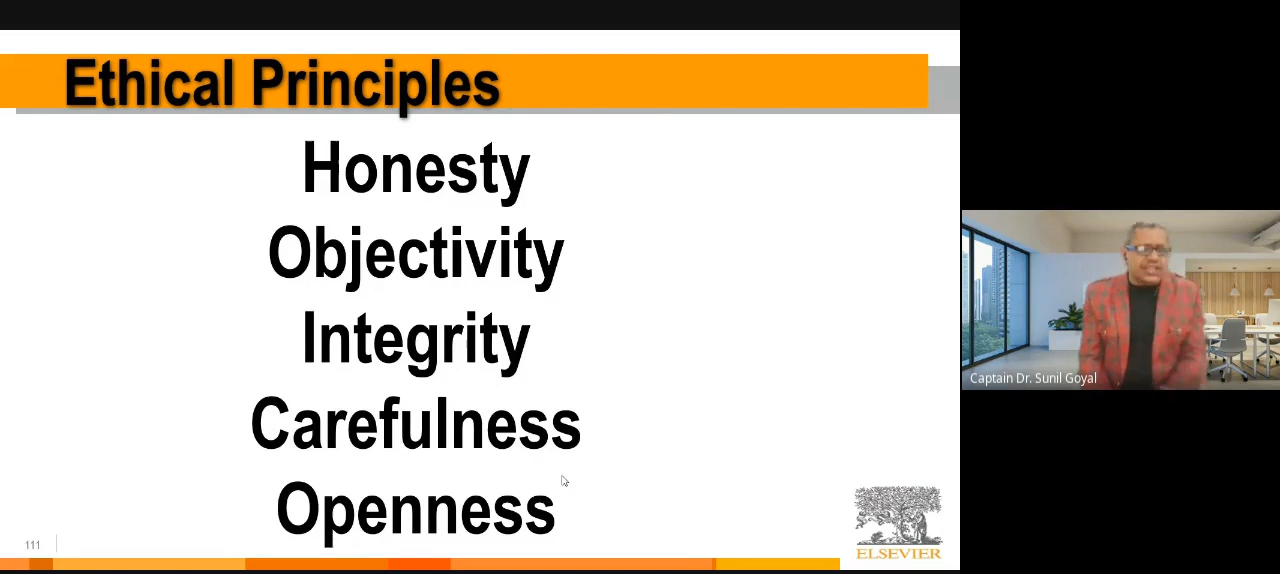 Ethical Principles
Honesty
Objectivity
Integrity
Carefulness
Openness
Captain Dr. Sunil Goyal
111
ELSEVIER